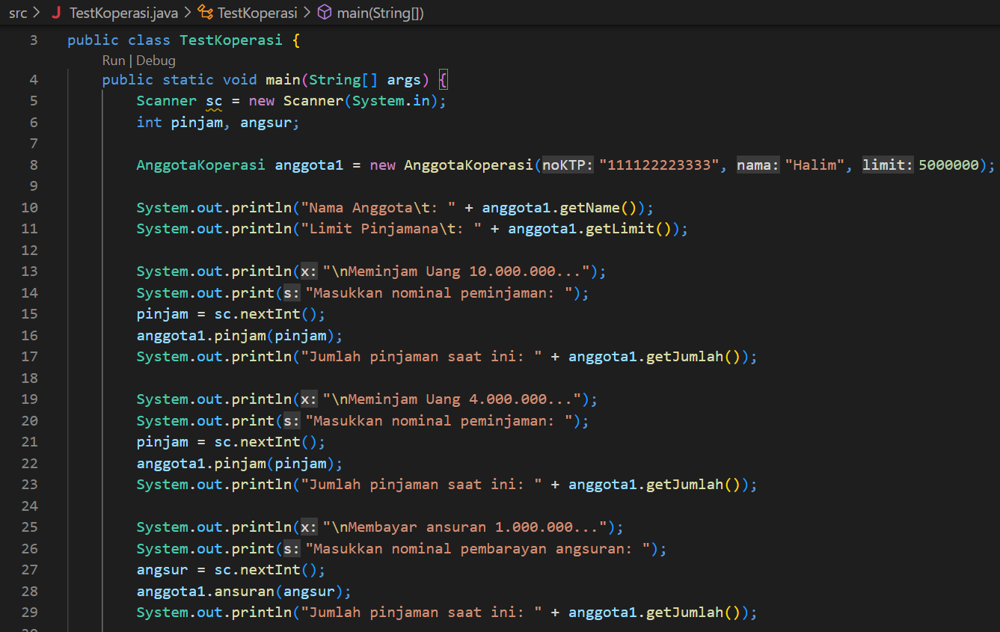 src > J TestKoperasi.java > TestKoperasi > main(String[])
3 public class TestKoperasi {
Run | Debug
4 public static void main(String[] args) {
5 Scanner sc = new Scanner(System.in);
6 int pinjam, angsur;
7
8 AnggotaKoperasi anggota1 = new AnggotaKoperasi(noKTP: "111122223333", nama: "Halim", limit: 5000000);
9
10 System.out.println("Nama Anggota\t: " + anggota1.getName());
11 System.out.println("Limit Pinjamana\t: " + anggota1.getLimit());
12
13 System.out.println(x: "\nMeminjam Uang 10.000.000...");
14 System.out.print(s: "Masukkan nominal peminjaman: ");
15 pinjam = sc.nextInt();
16 anggota1.pinjam(pinjam);
17 System.out.println("Jumlah pinjaman saat ini: " + anggota1.getJumlah());
18
19 System.out.println(x: "\nMeminjam Uang 4.000.000...");
20 System.out.print(s: "Masukkan nominal peminjaman: ");
21 pinjam = sc.nextInt();
22 anggota1.pinjam(pinjam);
23 System.out.println("Jumlah pinjaman saat ini: " + anggota1.getJumlah());
24
25 System.out.println(x: "\nMembayar ansuran 1.000.000...");
26 System.out.print(s: "Masukkan nominal pembarayan angsuran: ");
27 angsur = sc.nextInt();
28 anggota1.ansuran(angsur);
29 System.out.println("Jumlah pinjaman saat ini: " + anggota1.getJumlah());